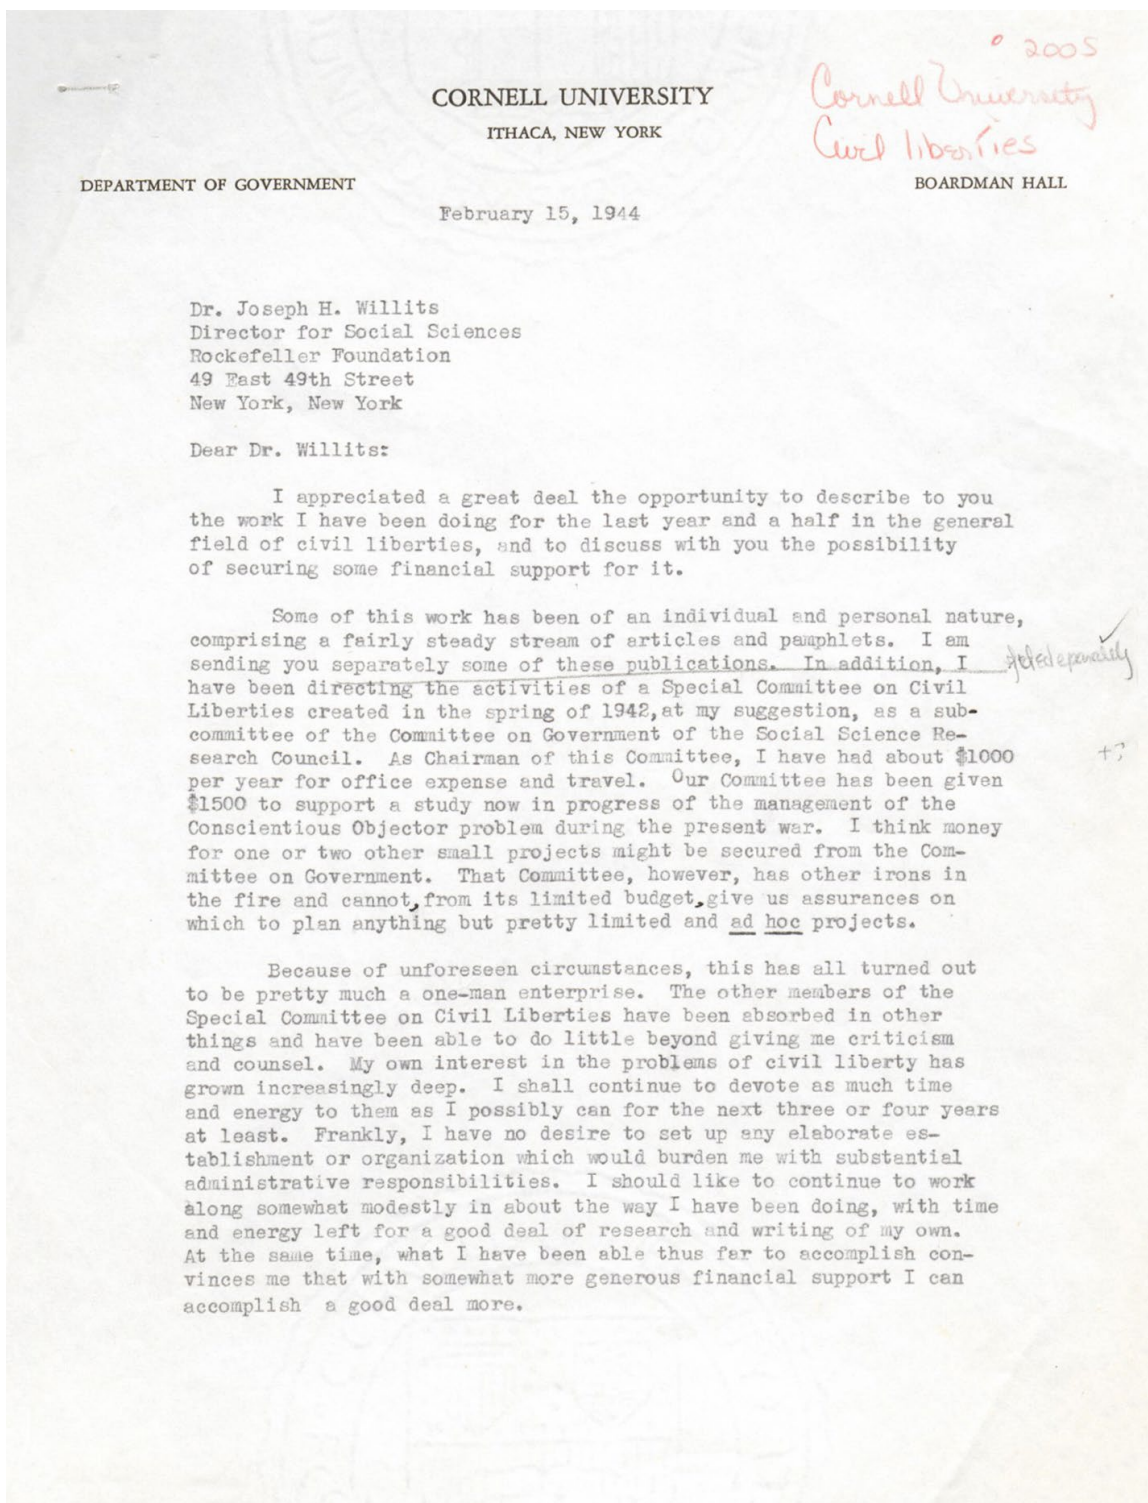 200S
Cornell University
Civil liberties
CORNELL UNIVERSITY
ITHACA, NEW YORK
DEPARTMENT OF GOVERNMENT
BOARDMAN HALL
February 15, 1944
Dr. Joseph H. Willits
Director for Social Sciences
Rockefeller Foundation
49 East 49th Street
New York, New York
Dear Dr. Willits:
I appreciated a great deal the opportunity to describe to you
the work I have been doing for the last year and a half in the general
field of civil liberties, and to discuss with you the possibility
of securing some financial support for it.
Some of this work has been of an individual and personal nature,
comprising a fairly steady stream of articles and pamphlets. I am
sending you separately some of these publications. In addition, I
have been directing the activities of a Special Committee on Civil
Liberties created in the spring of 1942, at my suggestion, as a sub-
committee of the Committee on Government of the Social Science Re-
search Council. As Chairman of this Committee, I have had about $1000
per year for office expense and travel. Our Committee has been given
$1500 to support a study now in progress of the management of the
Conscientious Objector problem during the present war. I think money
for one or two other small projects might be secured from the Com-
mittee on Government. That Committee, however, has other irons in
the fire and cannot, from its limited budget, give us assurances on
which to plan anything but pretty limited and ad hoc projects.
Because of unforeseen circumstances, this has all turned out
to be pretty much a one-man enterprise. The other members of the
Special Committee on Civil Liberties have been absorbed in other
things and have been able to do little beyond giving me criticism
and counsel. My own interest in the problems of civil liberty has
grown increasingly deep. I shall continue to devote as much time
and energy to them as I possibly can for the next three or four years
at least. Frankly, I have no desire to set up any elaborate es-
tablishment or organization which would burden me with substantial
administrative responsibilities. I should like to continue to work
along somewhat modestly in about the way I have been doing, with time
and energy left for a good deal of research and writing of my own.
At the same time, what I have been able thus far to accomplish con-
vinces me that with somewhat more generous financial support I can
accomplish a good deal more.